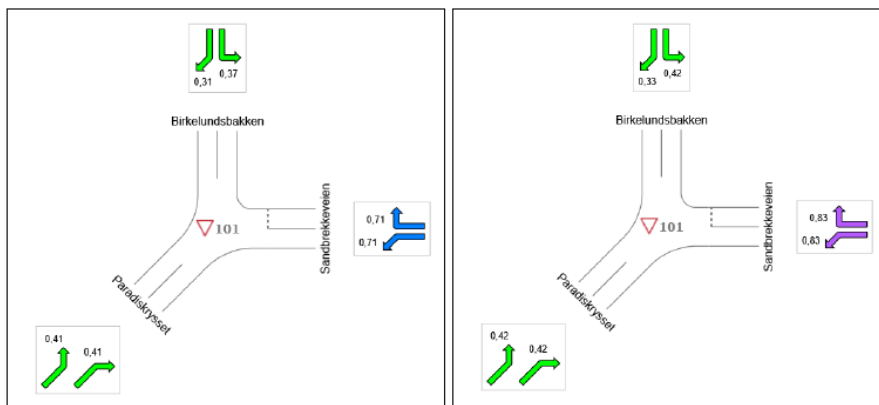 0,31
0,37
Birkelundsbakken
101
Sandbrekkeveien
0,71
0,71
Paradiskrysset
0,41
0,41
0,33
0,42
Birkelundsbakken
101
Sandbrekkeveien
0,83
0,83
Paradiskrysset
0,42
0,42